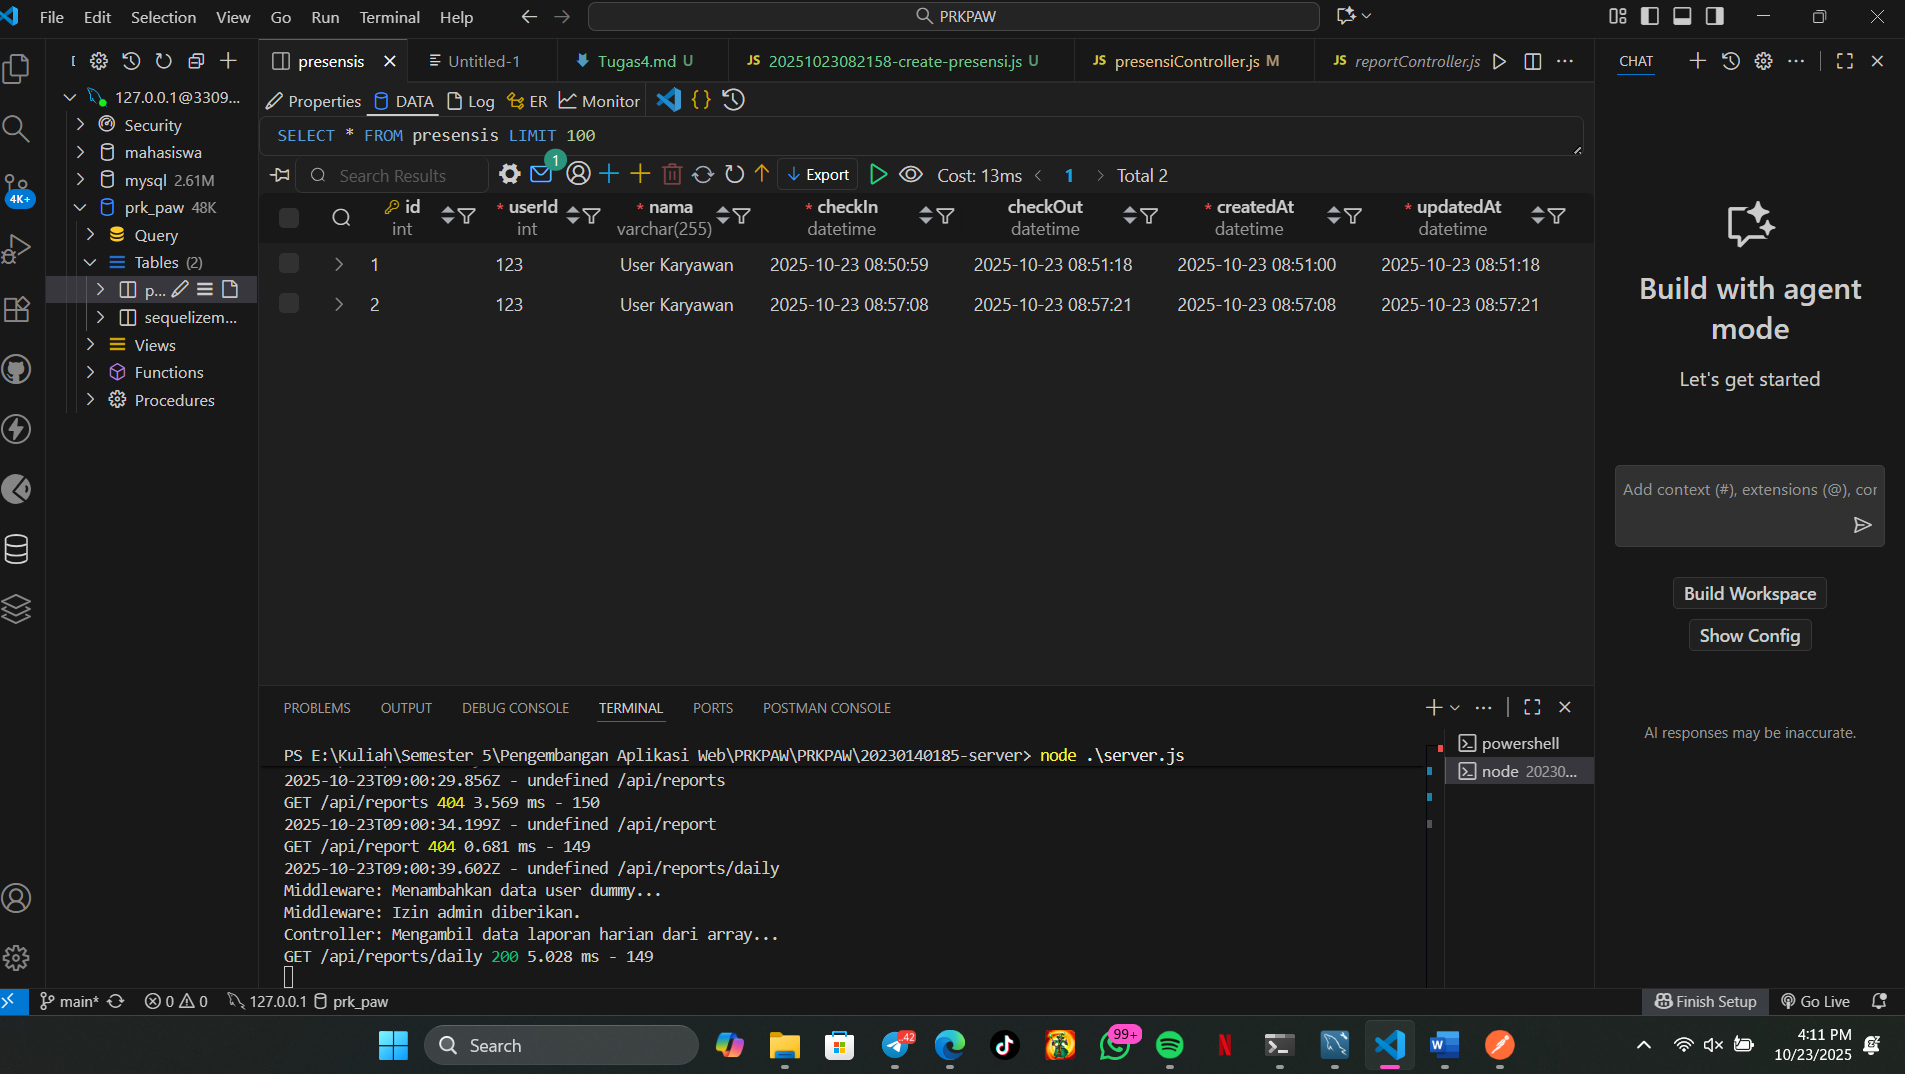 File Edit Selection View Go Run Terminal Help
PRKPAW
127.0.0.1@3309...
Security
mahasiswa
mysql 2.61M
4K+
prk_paw 48K
Query
Tables (2)
p...
sequelizem...
Views
Functions
Procedures
presensis Untitled-1 Tugas4.md U JS 20251023082158-create-presensi.js U JS presensiController.js M JS reportController.js
Properties DATA Log ER Monitor {}
SELECT * FROM presensis LIMIT 100
Search Results 1 Export Cost: 13ms 1 Total 2
id * userId * nama * checkIn checkOut * createdAt * updatedAt
int int varchar(255) datetime datetime datetime datetime
1 123 User Karyawan 2025-10-23 08:50:59 2025-10-23 08:51:18 2025-10-23 08:51:00 2025-10-23 08:51:18
2 123 User Karyawan 2025-10-23 08:57:08 2025-10-23 08:57:21 2025-10-23 08:57:08 2025-10-23 08:57:21
PROBLEMS OUTPUT DEBUG CONSOLE TERMINAL PORTS POSTMAN CONSOLE
PS E:\Kuliah\Semester 5\Pengembangan Aplikasi Web\PRKPAW\PRKPAW\20230140185-server> node .\server.js
2025-10-23T09:00:29.856Z - undefined /api/reports
GET /api/reports 404 3.569 ms - 150
2025-10-23T09:00:34.199Z - undefined /api/report
GET /api/report 404 0.681 ms - 149
2025-10-23T09:00:39.602Z - undefined /api/reports/daily
Middleware: Menambahkan data user dummy...
Middleware: Izin admin diberikan.
Controller: Mengambil data laporan harian dari array...
GET /api/reports/daily 200 5.028 ms - 149
powershell
node 20230...
CHAT
Build with agent
mode
Let's get started
Add context (#), extensions (@), cor
Build Workspace
Show Config
AI responses may be inaccurate.
main* 0 0 127.0.0.1 prk_paw Finish Setup Go Live
Search 42 99+ 4:11 PM
10/23/2025